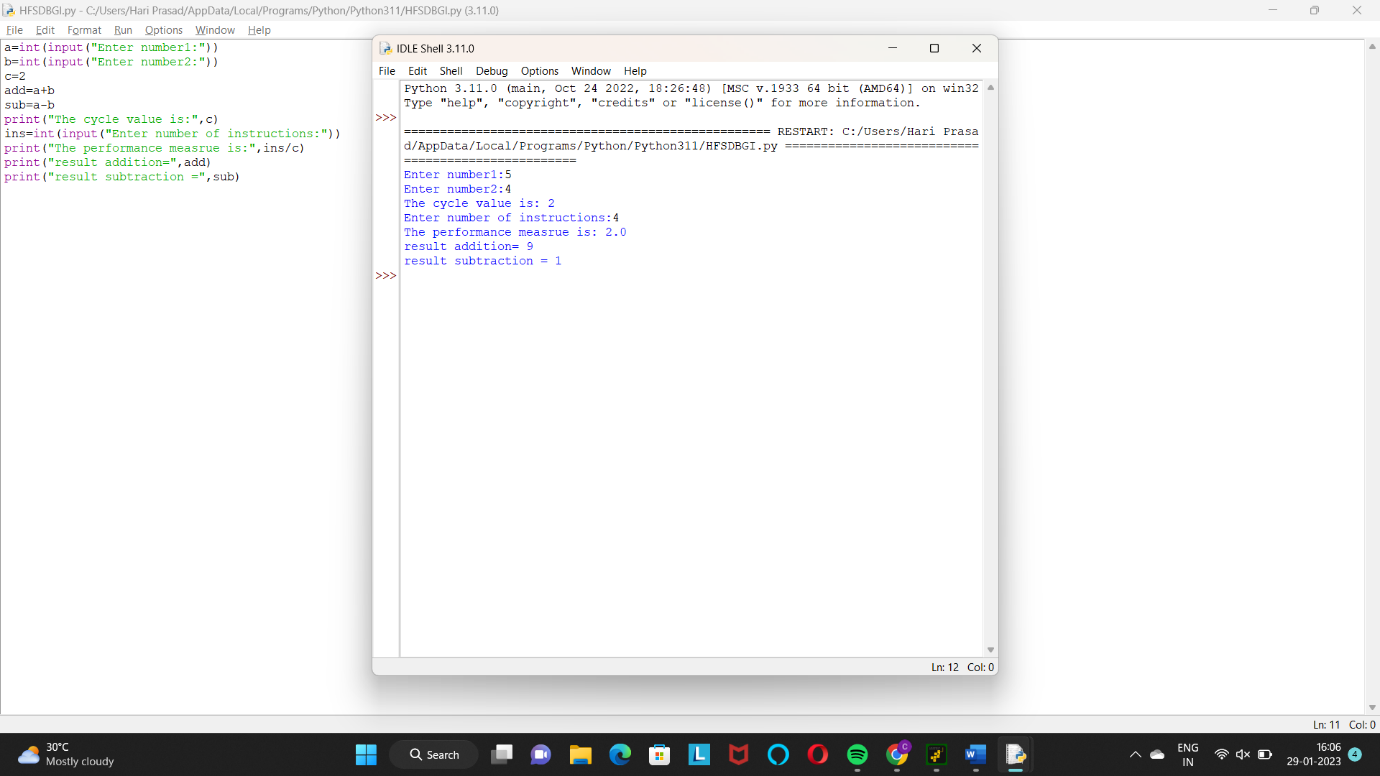 HFSDBGI.py - C:/Users/Hari Prasad/AppData/Local/Programs/Python/Python311/HFSDBGI.py (3.11.0)
File Edit Format Run Options Window Help
a=int(input("Enter number1:"))
b=int(input("Enter number2:"))
c=2
add=a+b
sub=a-b
print("The cycle value is:",c)
ins=int(input("Enter number of instructions:"))
print("The performance measrue is:",ins/c)
print("result addition=",add)
print("result subtraction =",sub)
IDLE Shell 3.11.0
File Edit Shell Debug Options Window Help
Python 3.11.0 (main, Oct 24 2022, 18:26:48) [MSC v.1933 64 bit (AMD64)] on win32
Type "help", "copyright", "credits" or "license()" for more information.
>>>
=================================================== RESTART: C:/Users/Hari Prasa
d/AppData/Local/Programs/Python/Python311/HFSDBGI.py ===========================
========================
Enter number1:5
Enter number2:4
The cycle value is: 2
Enter number of instructions:4
The performance measrue is: 2.0
result addition= 9
result subtraction = 1
>>>
Ln: 12 Col: 0
Ln: 11 Col: 0
30°C
Mostly cloudy
Search
L
C
W
ENG
IN
16:06
29-01-2023
4